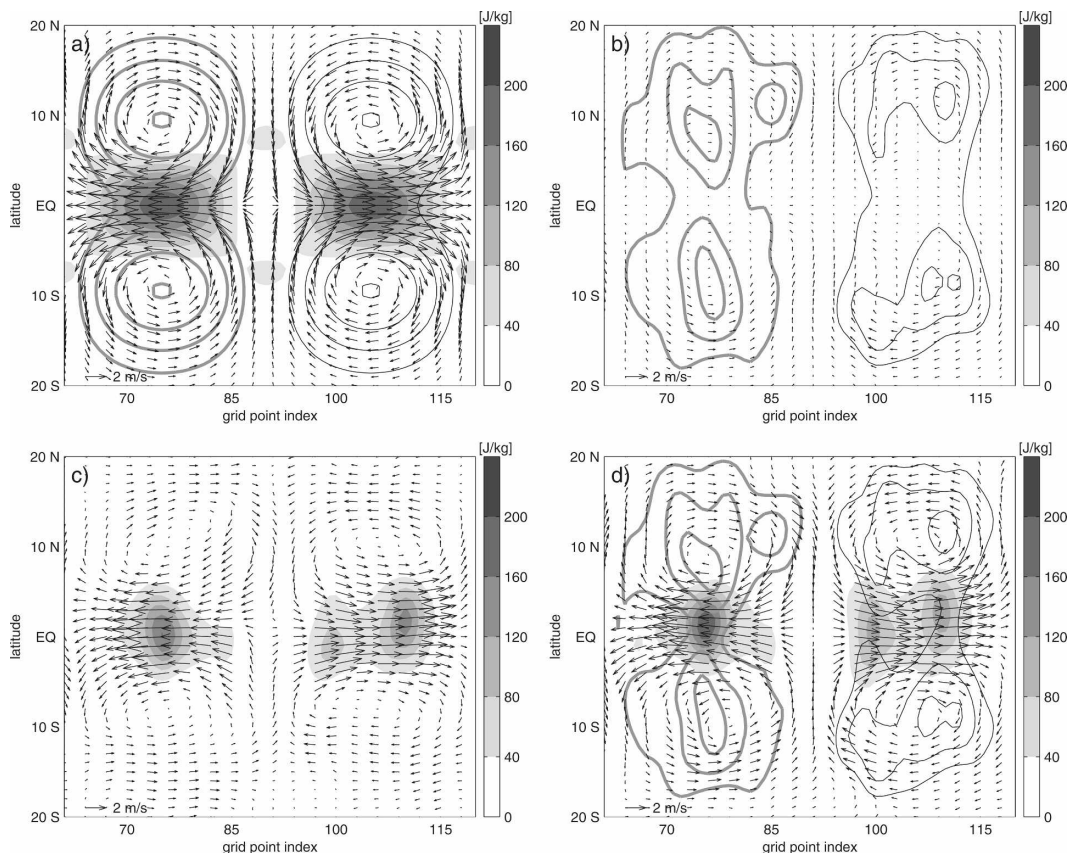 [J/kg]
20 N
a)
200
10 N
160
latitude
EQ
120
80
10 S
40
2 m/s
20 S
0
70
85
100
115
grid point index
20 N
b)
10 N
latitude
EQ
10 S
2 m/s
20 S
70
85
100
115
grid point index
[J/kg]
200
160
120
80
40
0
[J/kg]
20 N
c)
200
10 N
160
latitude
EQ
120
80
10 S
40
2 m/s
20 S
0
70
85
100
115
grid point index
[J/kg]
20 N
d)
200
10 N
160
latitude
EQ
120
80
10 S
40
2 m/s
20 S
0
70
85
100
115
grid point index